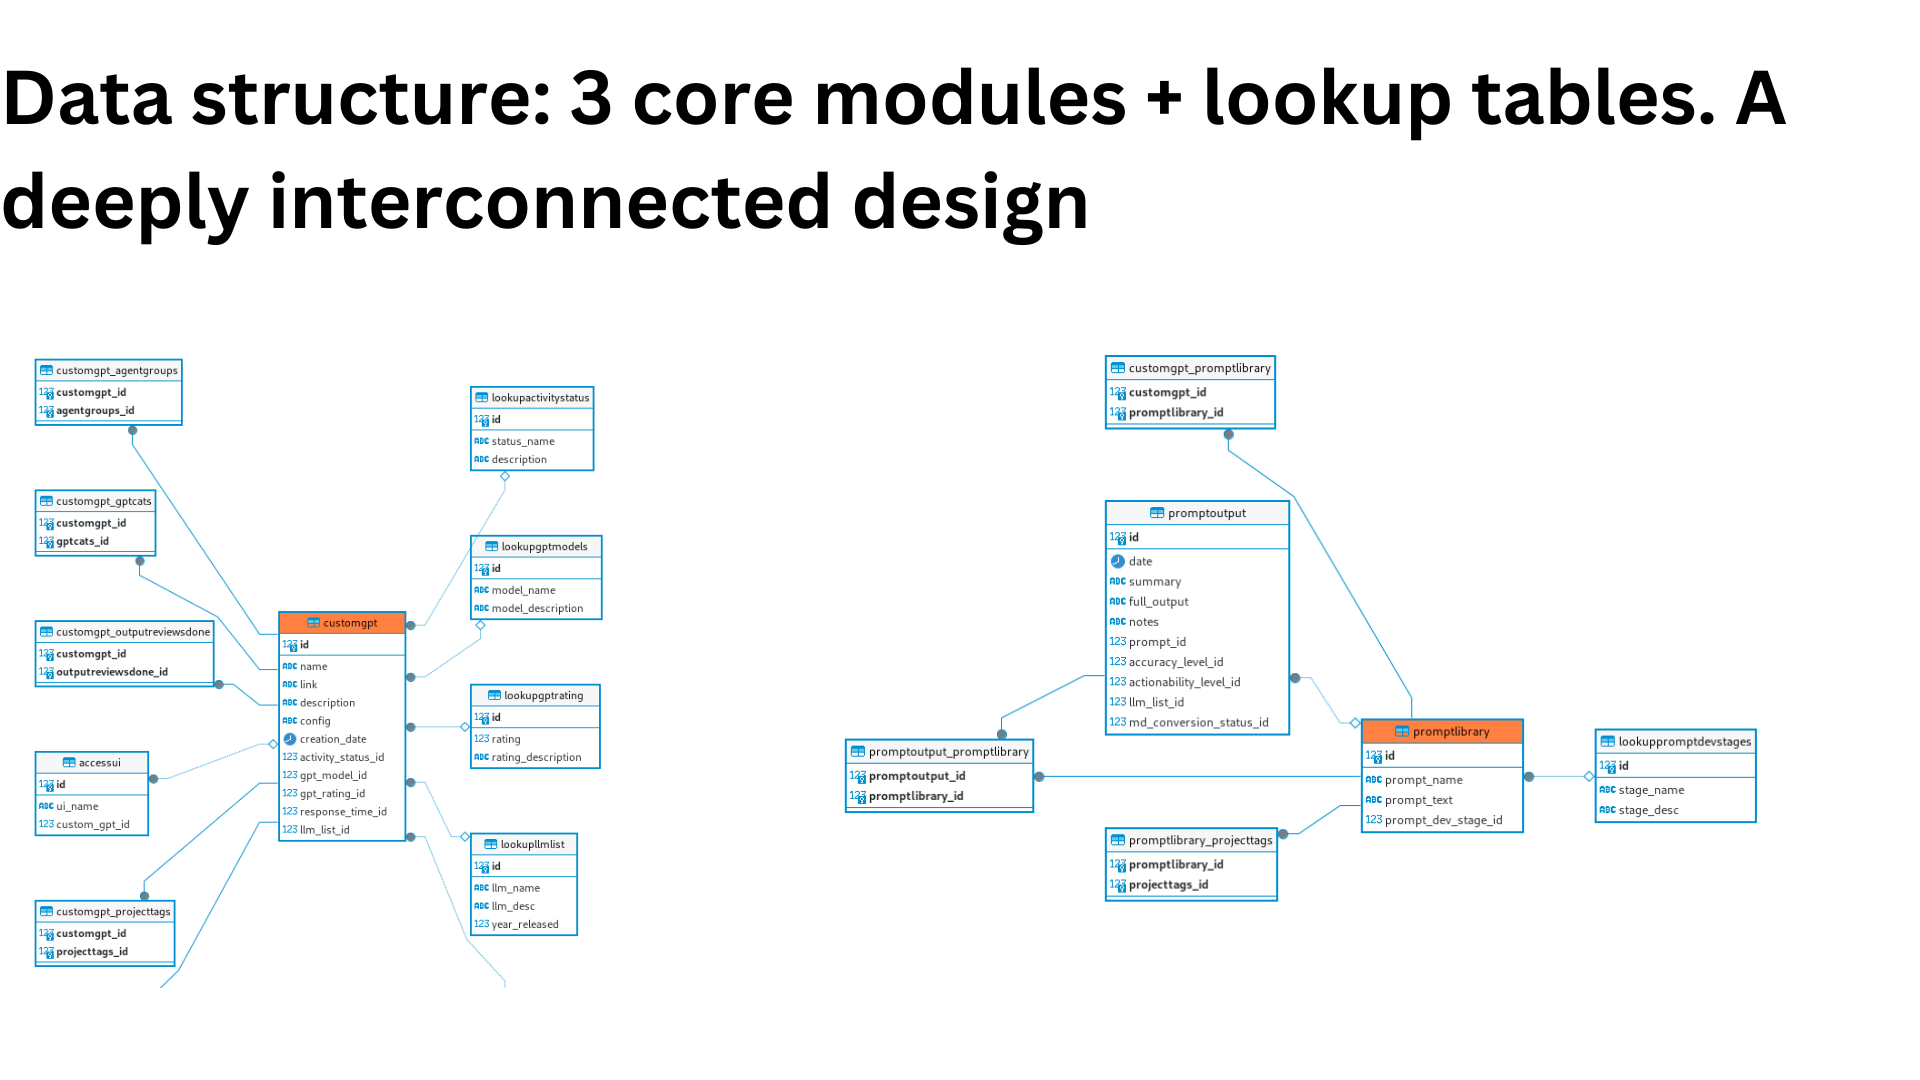 Data structure: 3 core modules + lookup tables. A
deeply interconnected design
customgpt_agentgroups
123 customgpt_id
123 agentgroups_id
customgpt_gptcats
123 customgpt_id
123 gptcats_id
customgpt_outputreviewsdone
123 customgpt_id
123 outputreviewsdone_id
accessui
123 id
ABC ui_name
123 custom_gpt_id
customgpt_projecttags
123 customgpt_id
123 projecttags_id
customgpt
123 id
ABC name
ABC link
ABC description
ABC config
creation_date
123 activity_status_id
123 gpt_model_id
123 gpt_rating_id
123 response_time_id
123 llm_list_id
lookupactivitystatus
123 id
ABC status_name
ABC description
lookupgptmodels
123 id
ABC model_name
ABC model_description
lookupgptrating
123 id
123 rating
ABC rating_description
lookupllmlist
123 id
ABC llm_name
ABC llm_desc
123 year_released
customgpt_promptlibrary
123 customgpt_id
123 promptlibrary_id
promptoutput
123 id
date
ABC summary
ABC full_output
ABC notes
123 prompt_id
123 accuracy_level_id
123 actionability_level_id
123 llm_list_id
123 md_conversion_status_id
promptoutput_promptlibrary
123 promptoutput_id
123 promptlibrary_id
promptlibrary_projecttags
123 promptlibrary_id
123 projecttags_id
promptlibrary
123 id
ABC prompt_name
ABC prompt_text
123 prompt_dev_stage_id
lookuppromptdevstages
123 id
ABC stage_name
ABC stage_desc